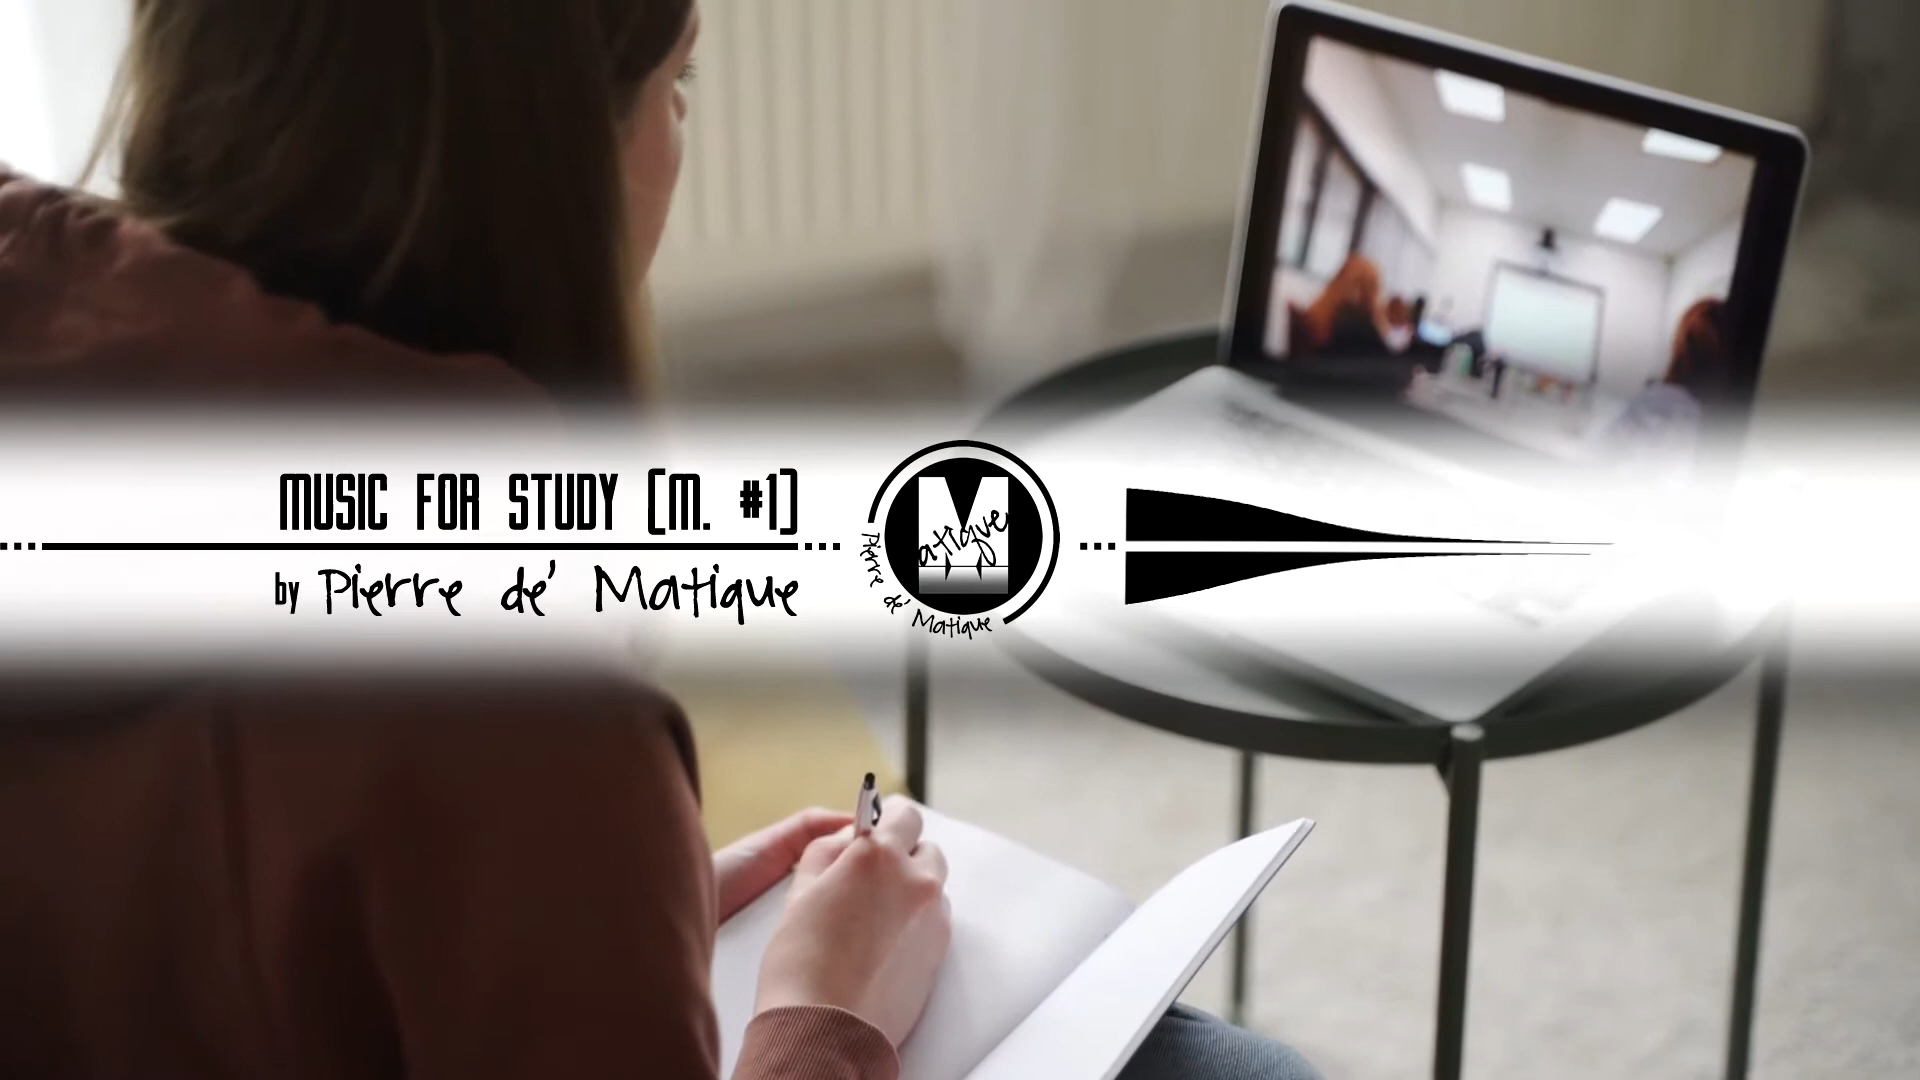 MUSIC FOR STUDY (M. #1)
by Pierre de' Matique
Matique
Pierre de' Matique